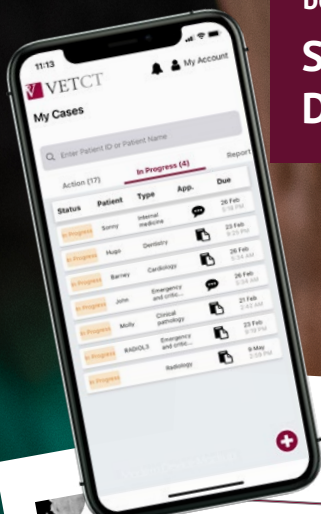 11:13
VETCT
My Account
My Cases
Enter Patient ID or Patient Name
Action (17) In Progress (4) Report
Status Patient Type App. Due
In Progress Sonny Internal medicine 26 Feb
In Progress Hugo Dentistry 23 Feb
In Progress Barney Cardiology 26 Feb
In Progress John Emergency and critic... 26 Feb
In Progress Molly Clinical pathology 21 Feb
In Progress RADIOL3 Emergency and critic... 23 Feb
In Progress Radiology 9 May
S
D